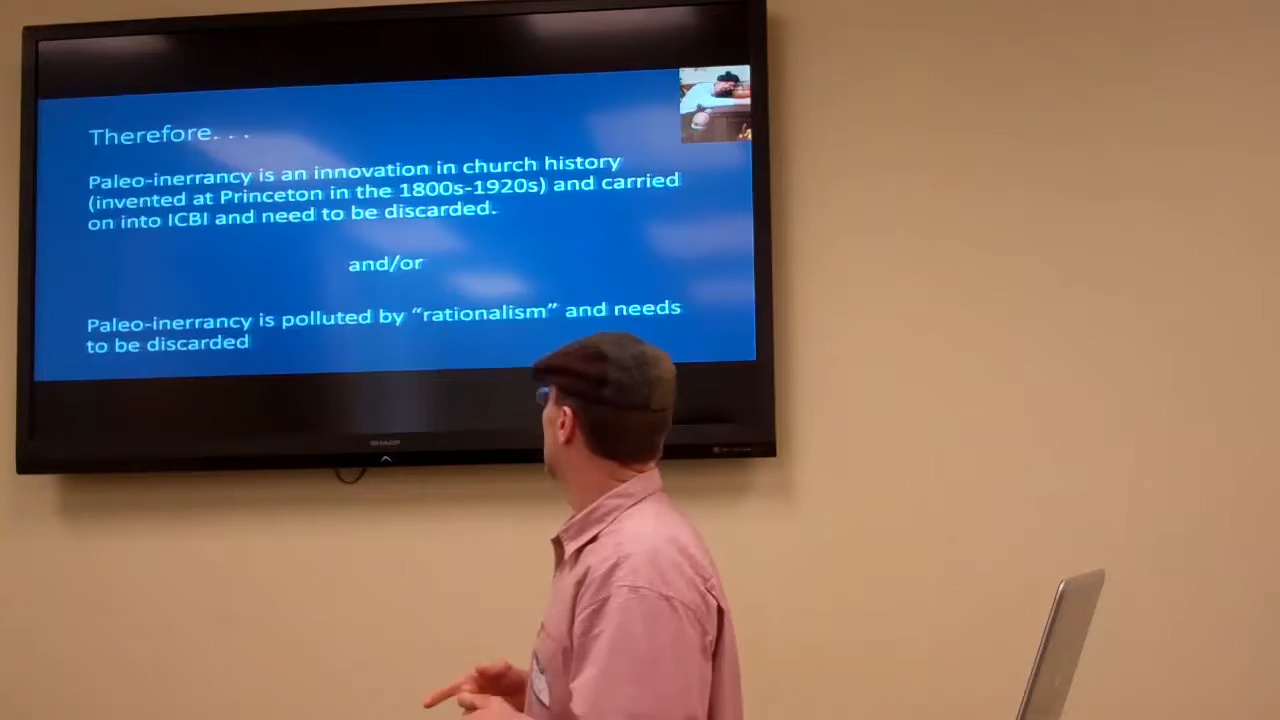 Therefore. . .
Paleo-inerrancy is an innovation in church history
(invented at Princeton in the 1800s-1920s) and carried
on into ICBI and need to be discarded.
and/or
Paleo-inerrancy is polluted by “rationalism” and needs
to be discarded
SHARP